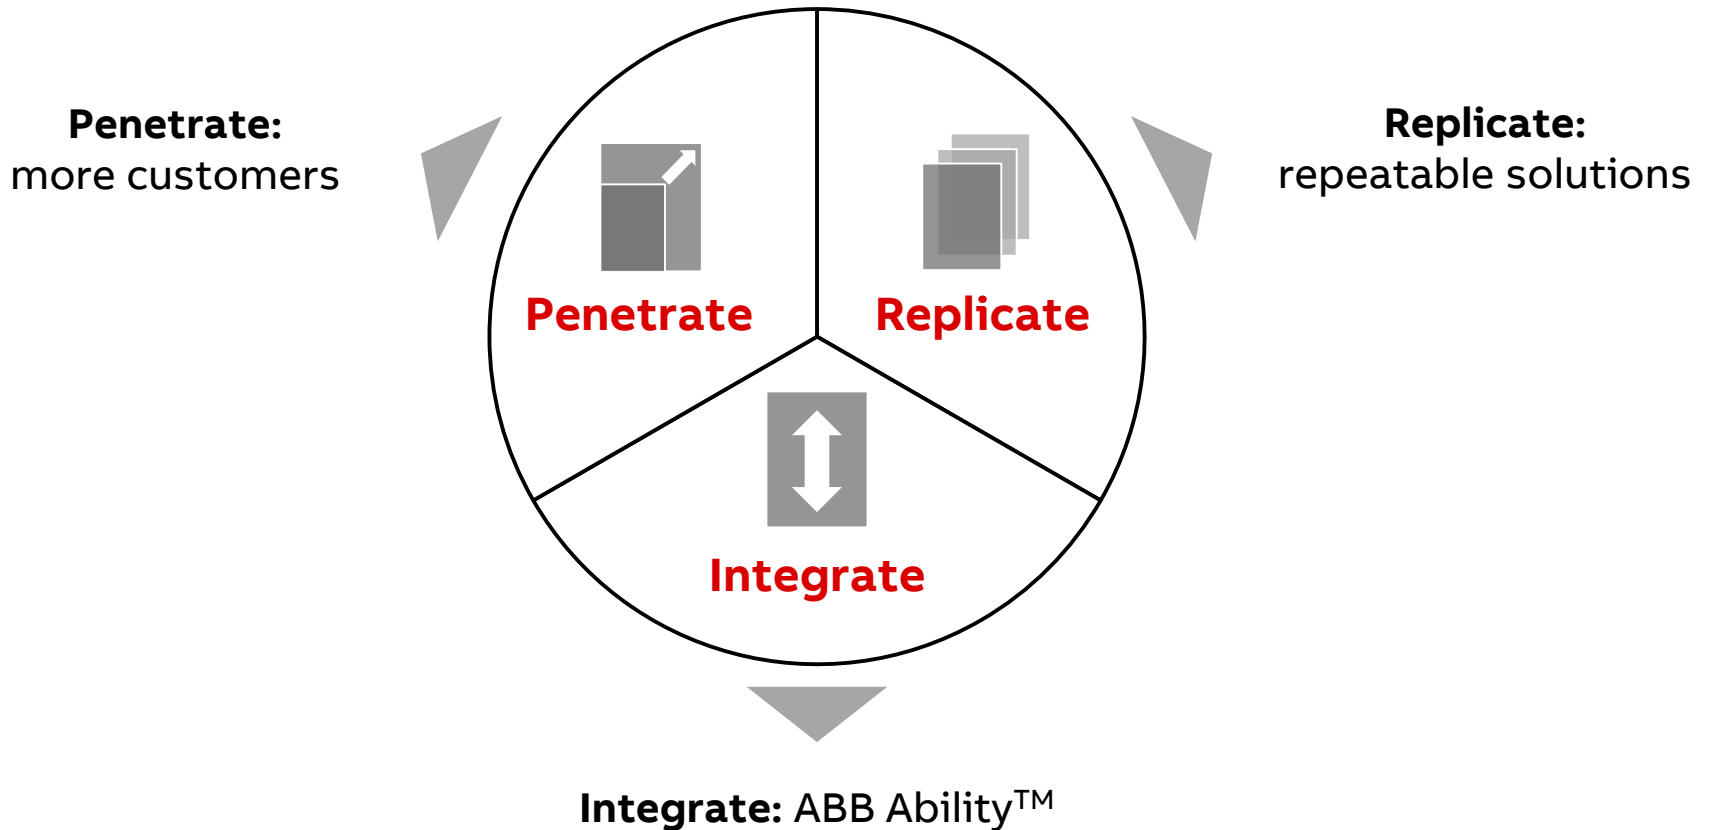 Penetrate:
more customers
Replicate:
repeatable solutions
Penetrate
Replicate
Integrate
Integrate: ABB Ability™